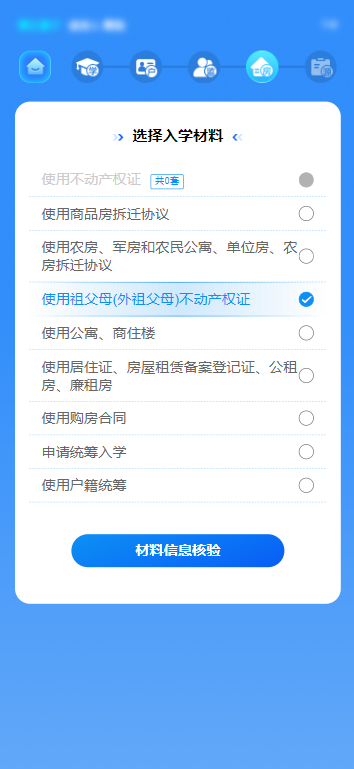 选择入学材料
使用不动产权证 共0套
使用商品房拆迁协议
使用农房、军房和农民公寓、单位房、农
房拆迁协议
使用祖父母(外祖父母)不动产权证
使用公寓、商住楼
使用居住证、房屋租赁备案登记证、公租
房、廉租房
使用购房合同
申请统筹入学
使用户籍统筹
材料信息核验